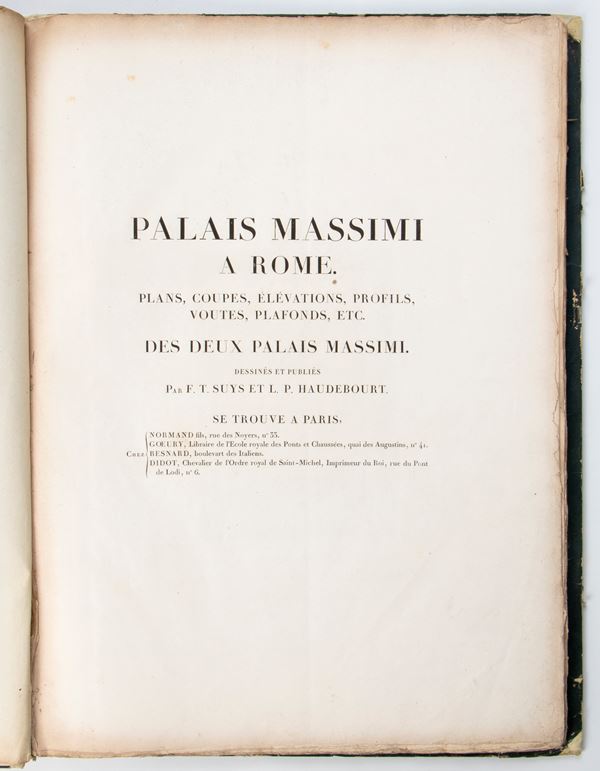 PALAIS MASSIMI
A ROME.
PLANS, COUPES, ÉLÉVATIONS, PROFILS,
VOUTES, PLAFONDS, ETC.
DES DEUX PALAIS MASSIMI.
DESSINÉS ET PUBLIÉS
PAR F. T. SUYS ET L. P. HAUDEBOURT.
SE TROUVE A PARIS,
NORMAND fils, rue des Noyers, nº 33.
GOEURY, Libraire de l'Ecole royale des Ponts et Chaussées, quai des Augustins, nº 41.
CHEZ BESNARD, boulevart des Italiens.
DIDOT, Chevalier de l'Ordre royal de Saint-Michel, Imprimeur du Roi, rue du Pont
de Lodi, nº 6.